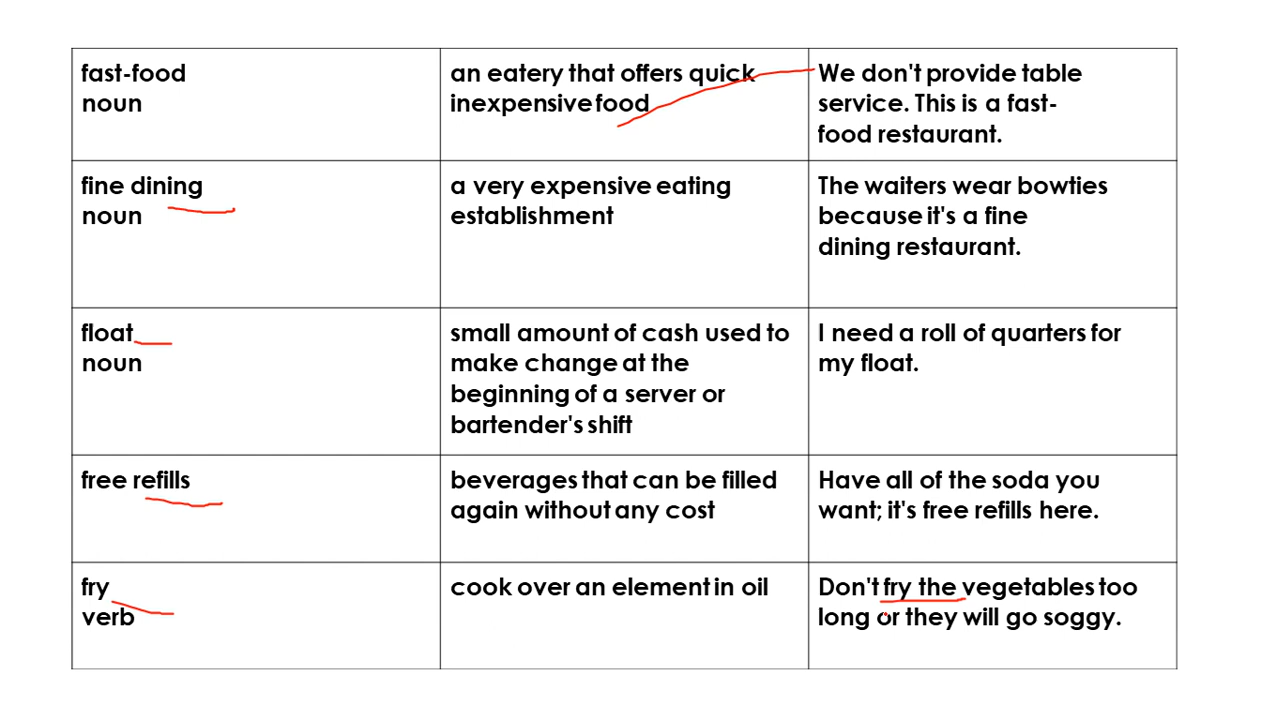 fast-food
noun
an eatery that offers quick
inexpensive food
We don't provide table
service. This is a fast-
food restaurant.
fine dining
noun
a very expensive eating
establishment
The waiters wear bowties
because it's a fine
dining restaurant.
float
noun
small amount of cash used to
make change at the
beginning of a server or
bartender's shift
I need a roll of quarters for
my float.
free refills
beverages that can be filled
again without any cost
Have all of the soda you
want; it's free refills here.
fry
verb
cook over an element in oil
Don't fry the vegetables too
long or they will go soggy.